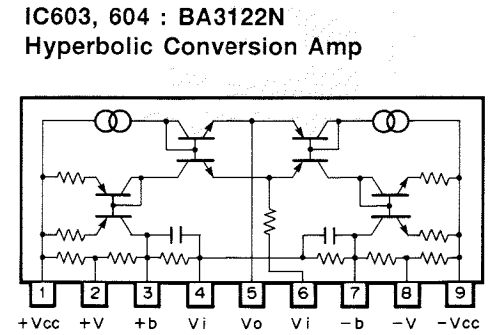 IC603, 604 : BA3122N
Hyperbolic Conversion Amp
1 2 3 4 5 6 7 8 9
+Vcc +V +b Vi Vo Vi -b -V -Vcc